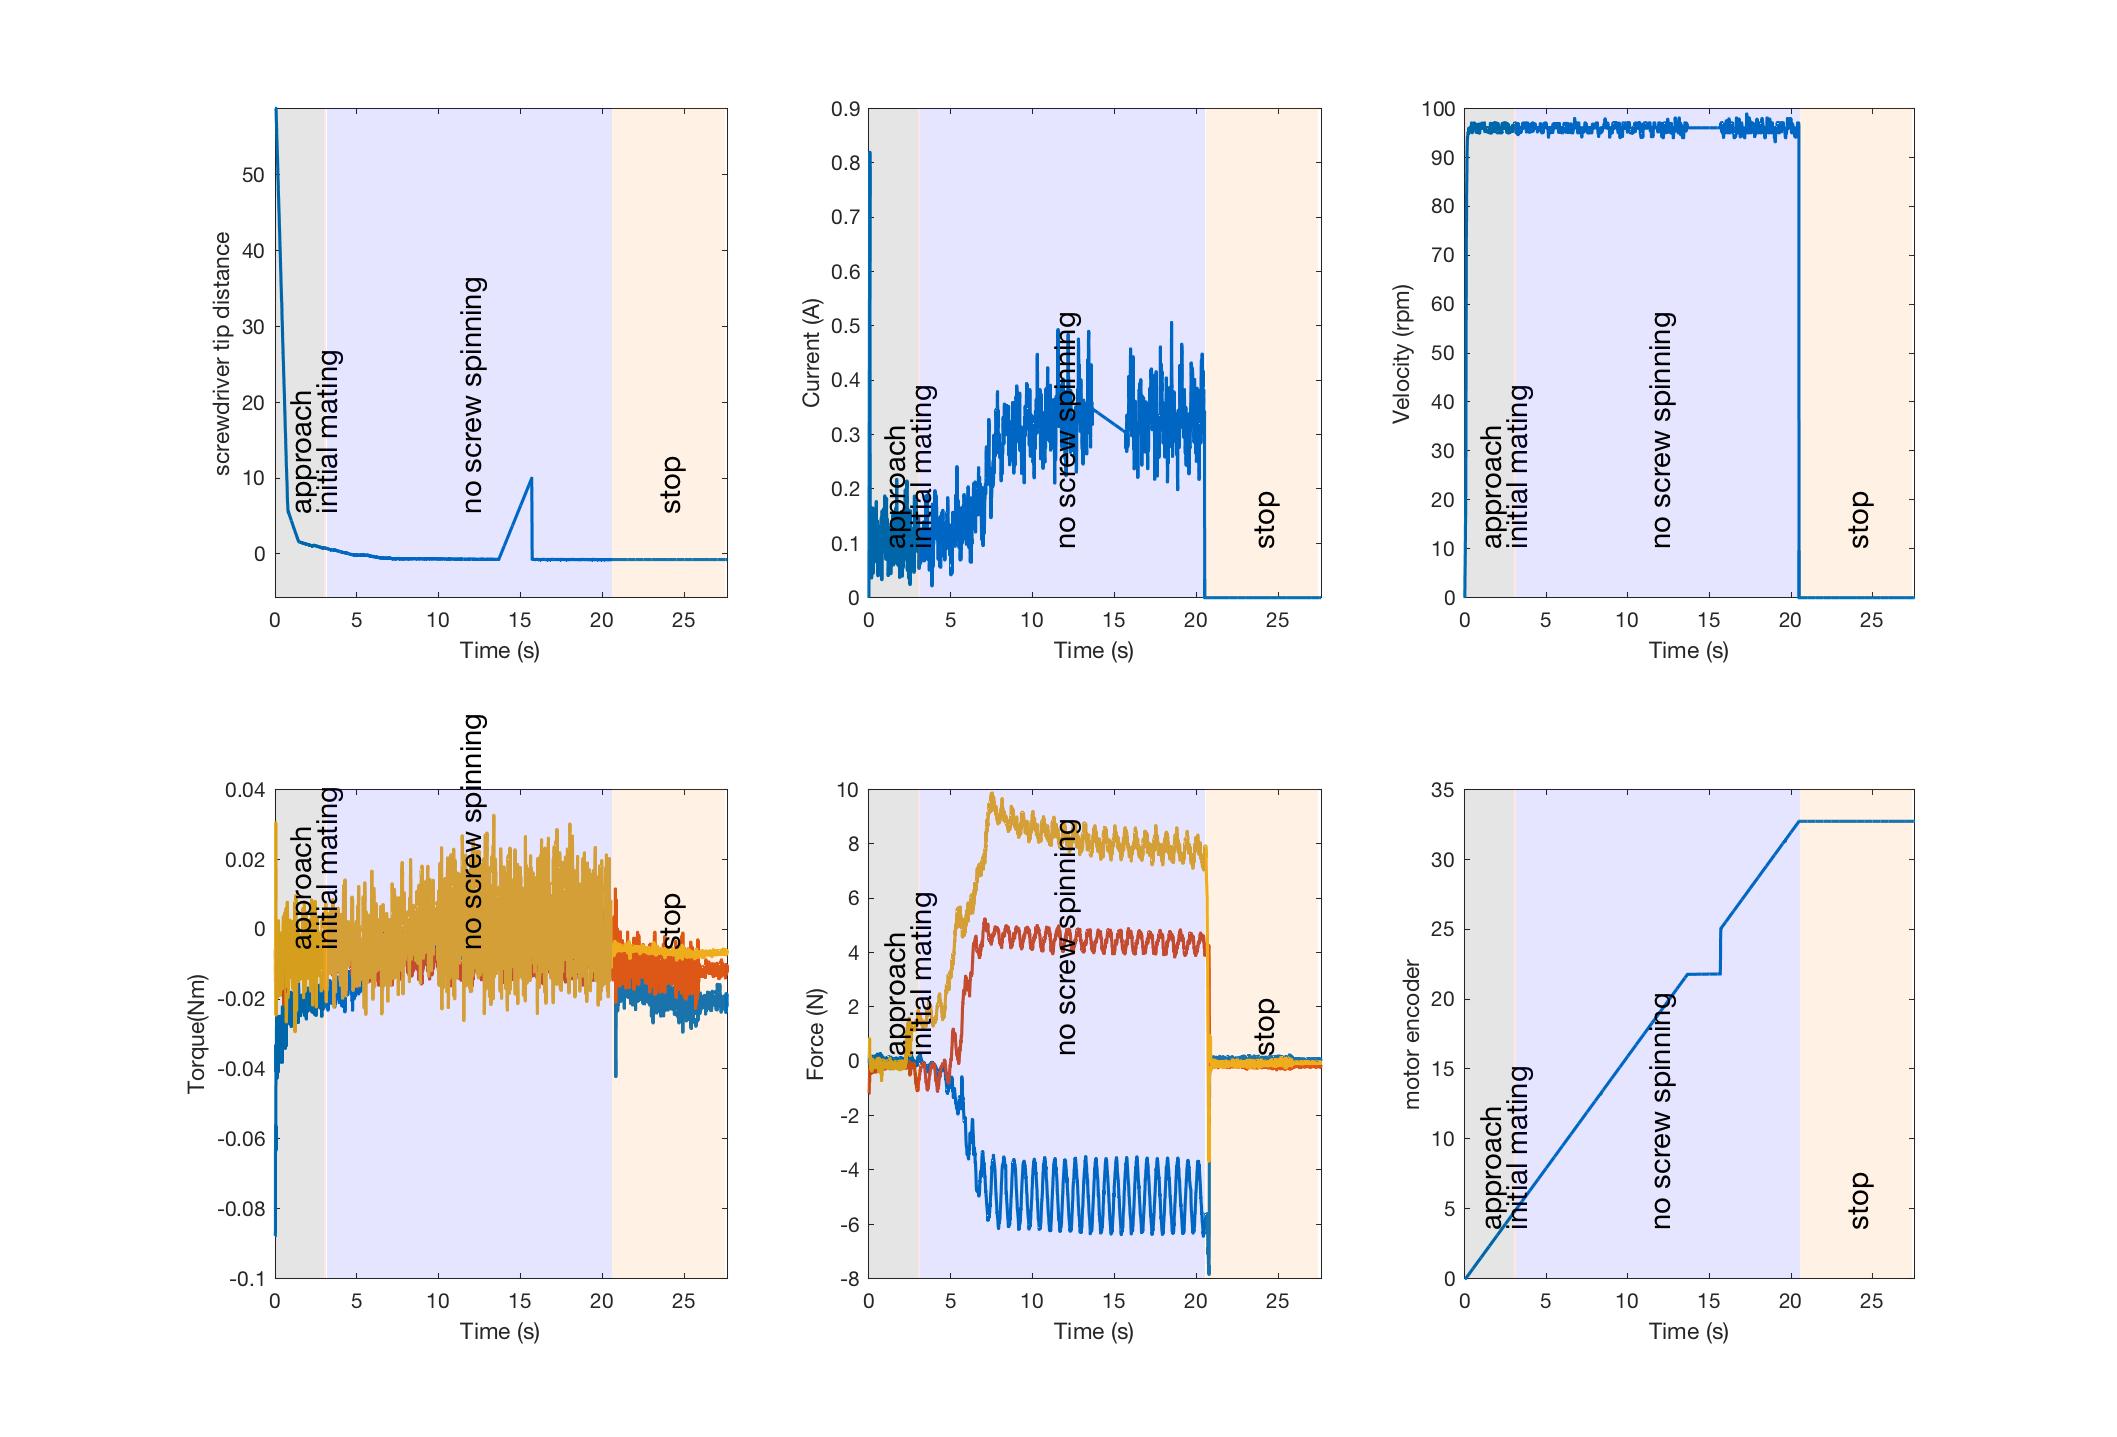 screwdriver tip distance
50
40
30
20
10
0
approach
initial mating
no screw spinning
stop
0 5 10 15 20 25
Time (s)
Current (A)
0.9
0.8
0.7
0.6
0.5
0.4
0.3
0.2
0.1
0
approach
initial mating
no screw spinning
stop
0 5 10 15 20 25
Time (s)
Velocity (rpm)
100
90
80
70
60
50
40
30
20
10
0
approach
initial mating
no screw spinning
stop
0 5 10 15 20 25
Time (s)
Torque(Nm)
0.04
0.02
0
-0.02
-0.04
-0.06
-0.08
-0.1
approach
initial mating
no screw spinning
stop
0 5 10 15 20 25
Time (s)
Force (N)
10
8
6
4
2
0
-2
-4
-6
-8
approach
initial mating
no screw spinning
stop
0 5 10 15 20 25
Time (s)
motor encoder
35
30
25
20
15
10
5
0
approach
initial mating
no screw spinning
stop
0 5 10 15 20 25
Time (s)